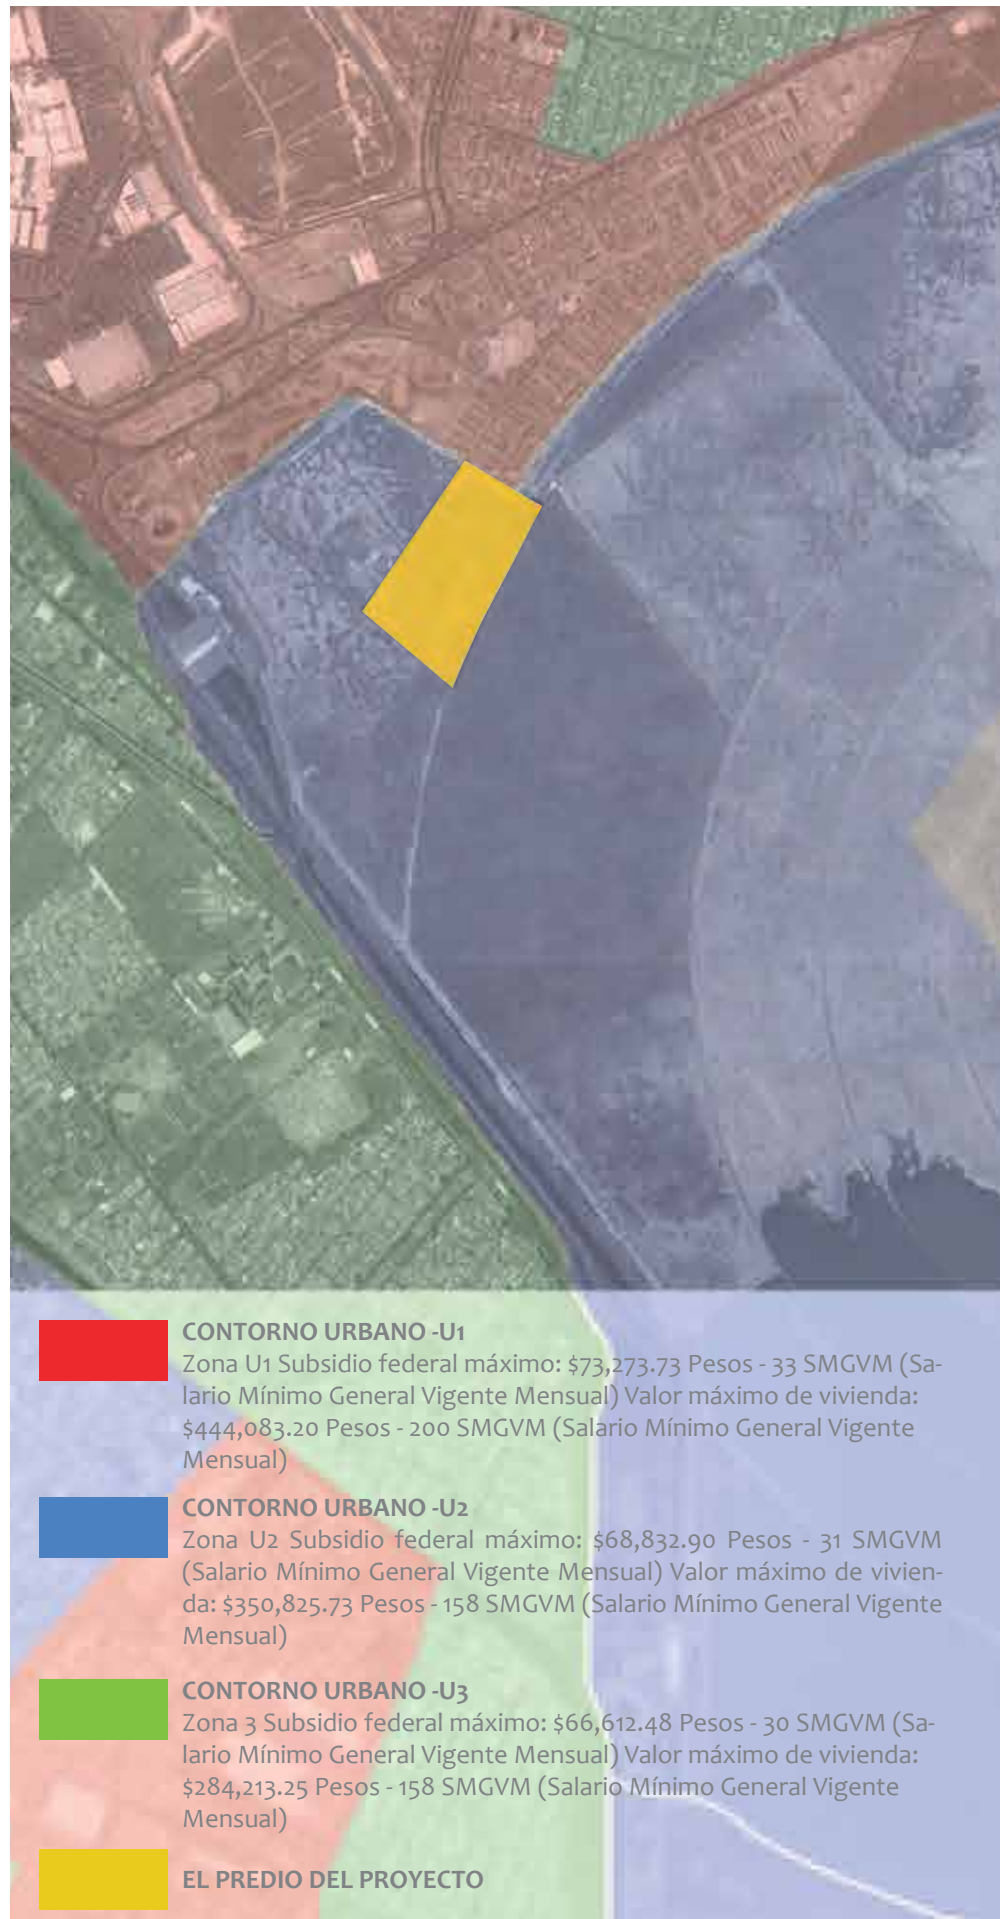 CONTORNO URBANO -U1
Zona U1 Subsidio federal máximo: $73,273.73 Pesos - 33 SMGVM (Sa-
lario Mínimo General Vigente Mensual) Valor máximo de vivienda:
$444,083.20 Pesos - 200 SMGVM (Salario Mínimo General Vigente
Mensual)
CONTORNO URBANO -U2
Zona U2 Subsidio federal máximo: $68,832.90 Pesos - 31 SMGVM
(Salario Mínimo General Vigente Mensual) Valor máximo de vivien-
da: $350,825.73 Pesos - 158 SMGVM (Salario Mínimo General Vigente
Mensual)
CONTORNO URBANO -U3
Zona 3 Subsidio federal máximo: $66,612.48 Pesos - 30 SMGVM (Sa-
lario Mínimo General Vigente Mensual) Valor máximo de vivienda:
$284,213.25 Pesos - 158 SMGVM (Salario Mínimo General Vigente
Mensual)
EL PREDIO DEL PROYECTO